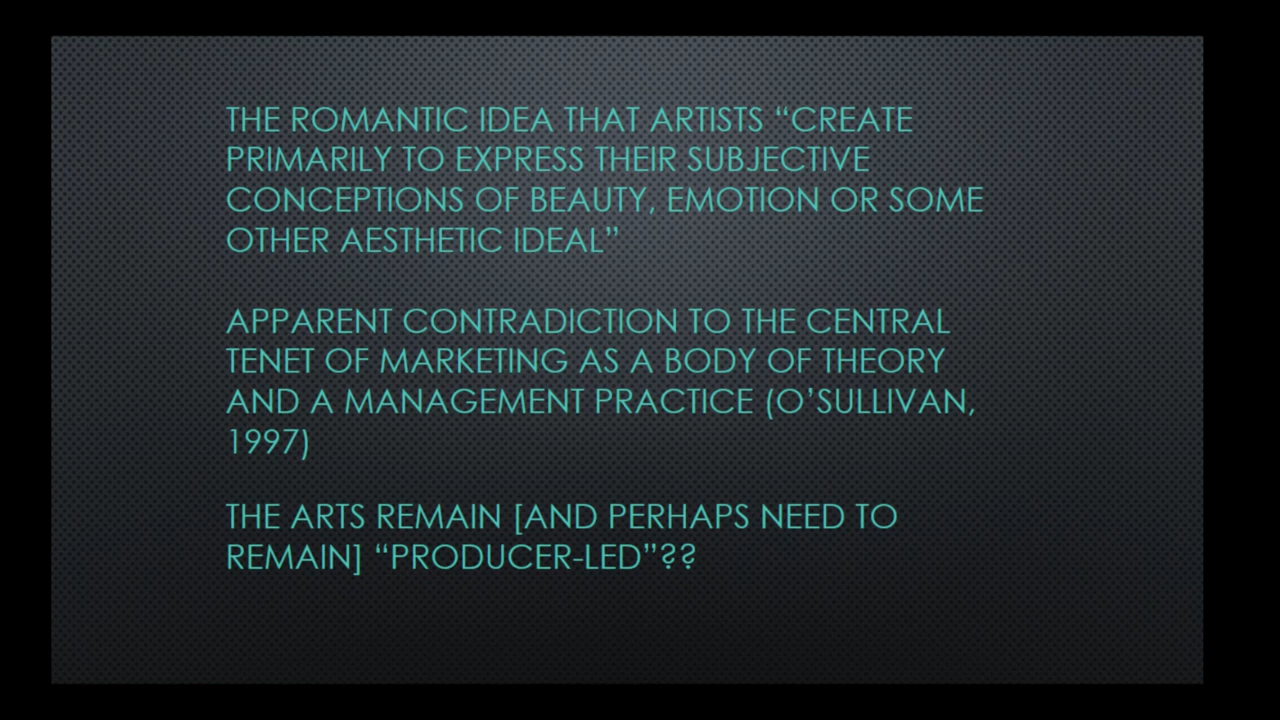 THE ROMANTIC IDEA THAT ARTISTS “CREATE
PRIMARILY TO EXPRESS THEIR SUBJECTIVE
CONCEPTIONS OF BEAUTY, EMOTION OR SOME
OTHER AESTHETIC IDEAL”
APPARENT CONTRADICTION TO THE CENTRAL
TENET OF MARKETING AS A BODY OF THEORY
AND A MANAGEMENT PRACTICE (O’SULLIVAN,
1997)
THE ARTS REMAIN [AND PERHAPS NEED TO
REMAIN] “PRODUCER-LED”??